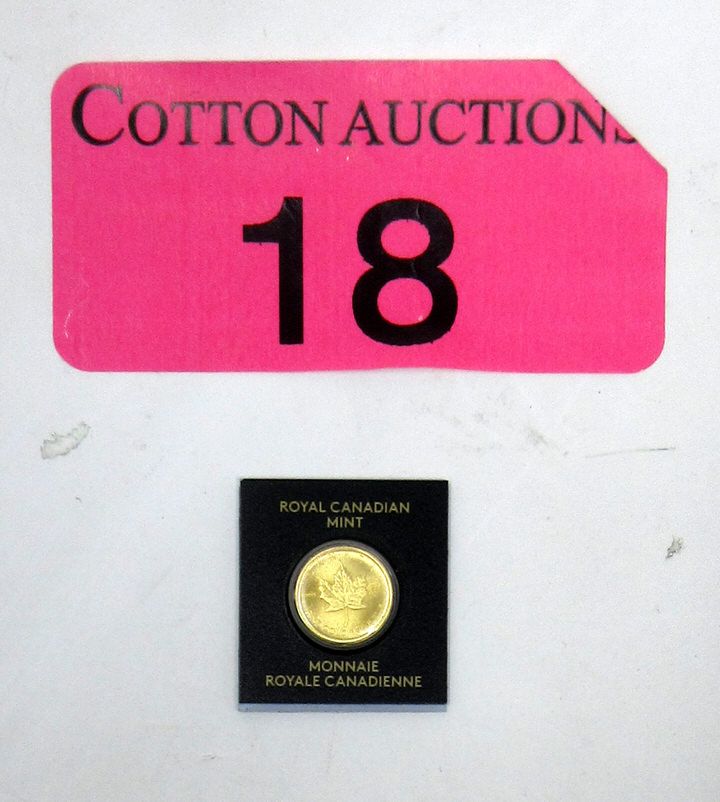 COTTON AUCTIONS
18
ROYAL CANADIAN
MINT
MONNAIE
ROYALE CANADIENNE